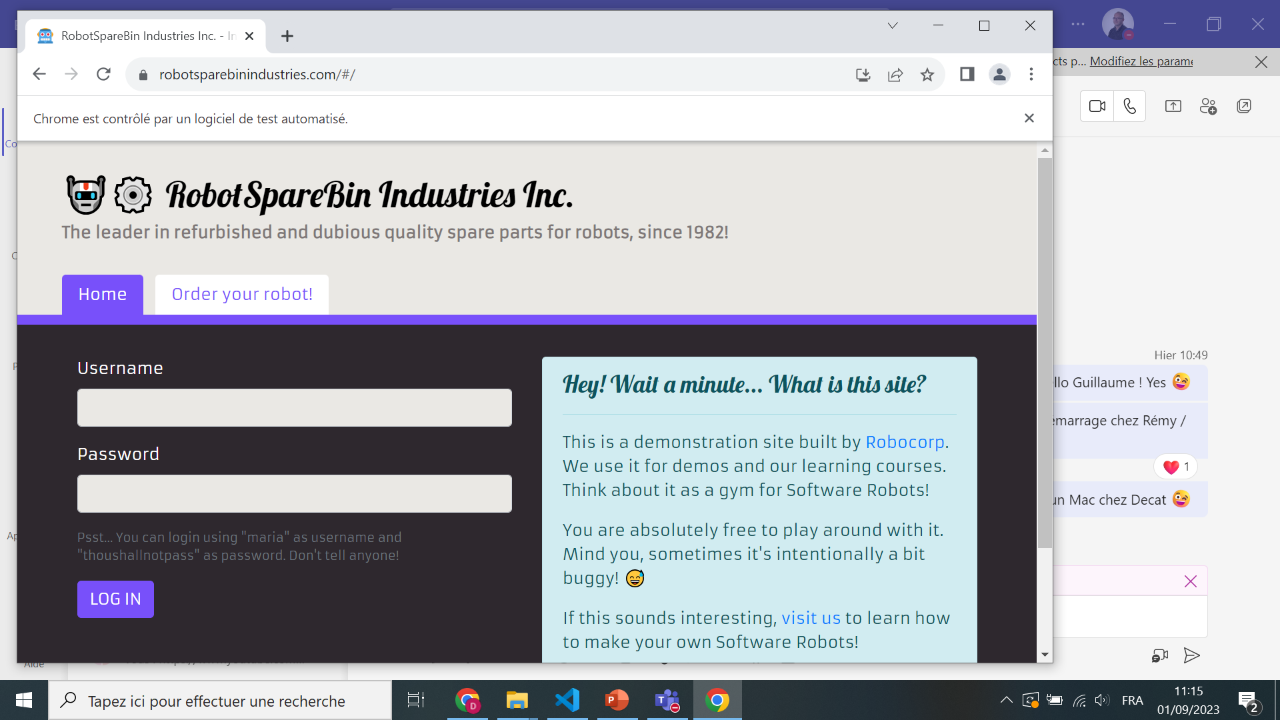 RobotSpareBin Industries Inc. - In
robotsparebinindustries.com/#/
cts p... Modifiez les paramè
Chrome est contrôlé par un logiciel de test automatisé.
RobotSpareBin Industries Inc.
The leader in refurbished and dubious quality spare parts for robots, since 1982!
Home
Order your robot!
Username
Password
Psst... You can login using "maria" as username and
"thoushallnotpass" as password. Don't tell anyone!
LOG IN
Hey! Wait a minute... What is this site?
This is a demonstration site built by Robocorp.
We use it for demos and our learning courses.
Think about it as a gym for Software Robots!
You are absolutely free to play around with it.
Mind you, sometimes it's intentionally a bit
buggy! 😅
If this sounds interesting, visit us to learn how
to make your own Software Robots!
Hier 10:49
llo Guillaume ! Yes 😜
émarrage chez Rémy /
1
un Mac chez Decat 😜
Aide
Tapez ici pour effectuer une recherche
D
FRA
11:15
01/09/2023
2